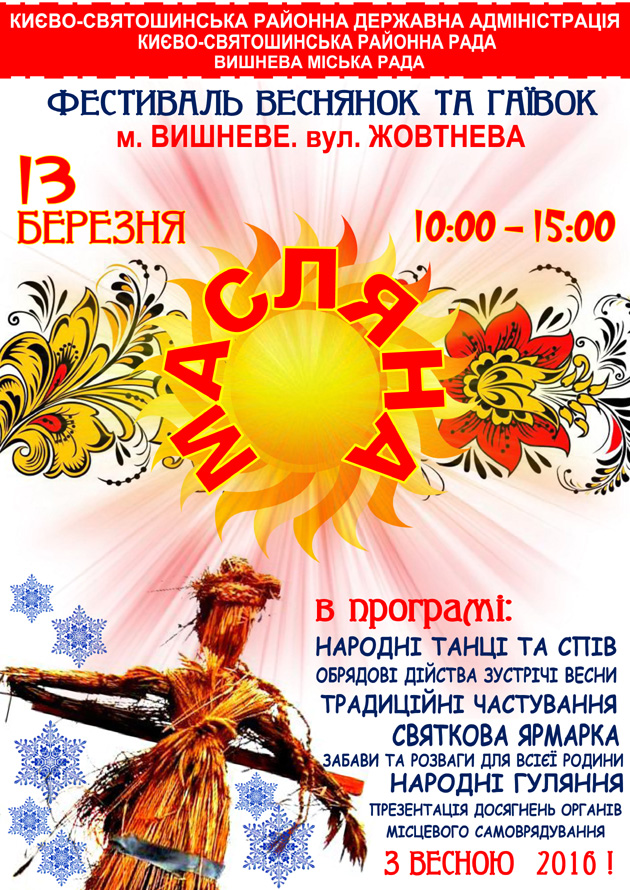 КИЄВО-СВЯТОШИНСЬКА РАЙОННА ДЕРЖАВНА АДМІНІСТРАЦІЯ
КИЄВО-СВЯТОШИНСЬКА РАЙОННА РАДА
ВИШНЕВА МІСЬКА РАДА
ФЕСТИВАЛЬ ВЕСНЯНОК ТА ГАЇВОК
м. ВИШНЕВЕ. вул. ЖОВТНЕВА
13
БЕРЕЗНЯ
10:00 – 15:00
МАСЛЯНА
в програмі:
НАРОДНІ ТАНЦІ ТА СПІВ
ОБРЯДОВІ ДІЙСТВА ЗУСТРІЧІ ВЕСНИ
ТРАДИЦІЙНІ ЧАСТУВАННЯ
СВЯТКОВА ЯРМАРКА
ЗАБАВИ ТА РОЗВАГИ ДЛЯ ВСІЄЇ РОДИНИ
НАРОДНІ ГУЛЯННЯ
ПРЕЗЕНТАЦІЯ ДОСЯГНЕНЬ ОРГАНІВ
МІСЦЕВОГО САМОВРЯДУВАННЯ
З ВЕСНОЮ 2016 !